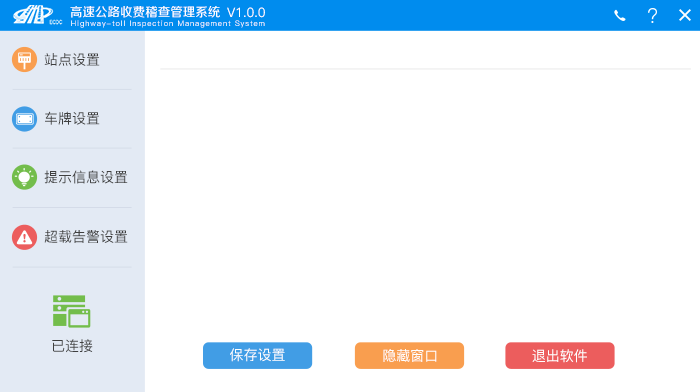 高速公路收费稽查管理系统 V1.0.0
Highway-toll Inspection Management System
ECDC
?
站点设置
车牌设置
提示信息设置
超载告警设置
已连接
保存设置
隐藏窗口
退出软件